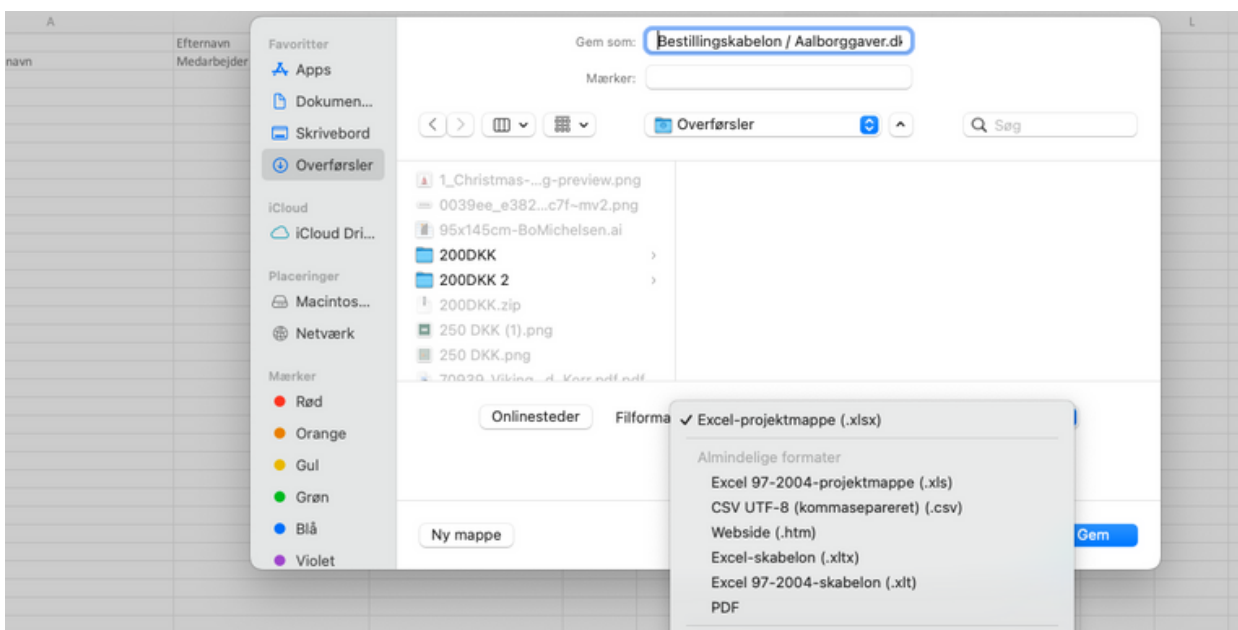 A
L
Efternavn
navn
Medarbejder
Favoritter
Apps
Dokumen...
Skrivebord
Overførsler
iCloud
iCloud Dri...
Placeringer
Macintos...
Netværk
Mærker
Rød
Orange
Gul
Grøn
Blå
Violet
Gem som: Bestillingskabelon / Aalborggaver.dk
Mærker:
Overførsler
Søg
1_Christmas-...g-preview.png
0039ee_e382...c7f~mv2.png
95x145cm-BoMichelsen.ai
200DKK
200DKK 2
200DKK.zip
250 DKK (1).png
250 DKK.png
70939_Viking...d_Korr.pdf.pdf
Onlinesteder
Filforma
Excel-projektmappe (.xlsx)
Almindelige formater
Excel 97-2004-projektmappe (.xls)
CSV UTF-8 (kommasepareret) (.csv)
Webside (.htm)
Excel-skabelon (.xltx)
Excel 97-2004-skabelon (.xlt)
PDF
Ny mappe
Gem